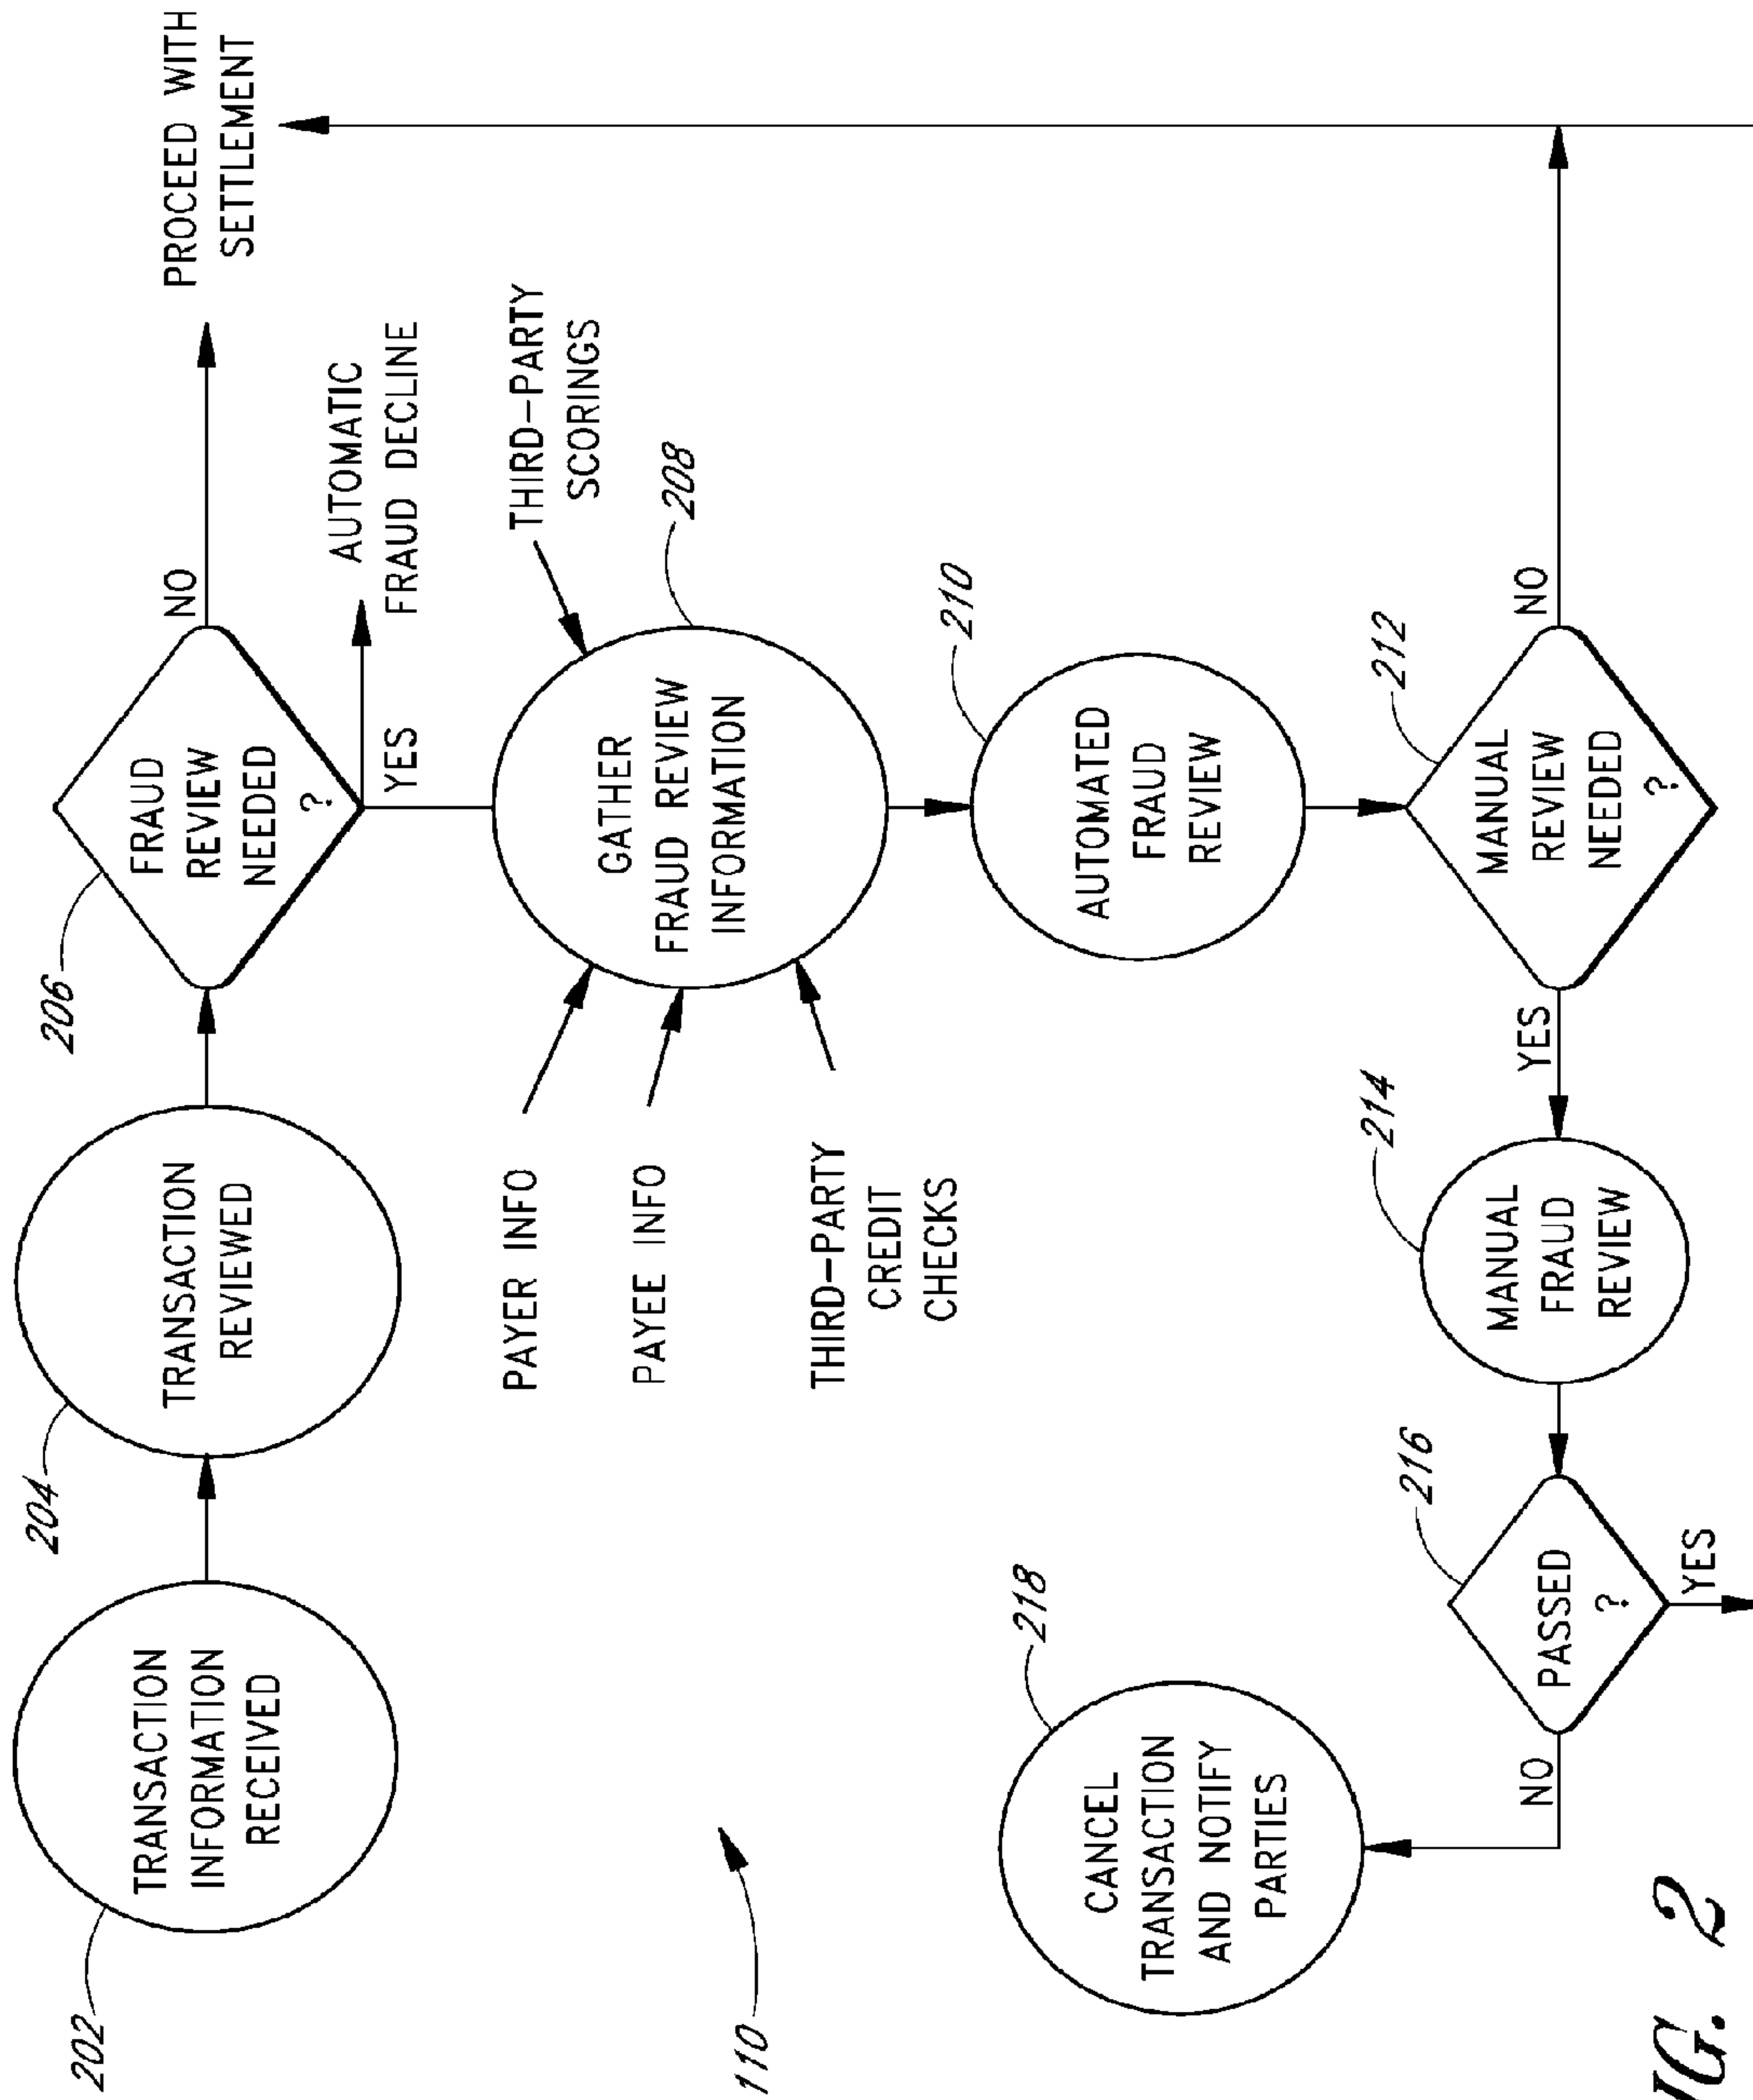 202
TRANSACTION
INFORMATION
RECEIVED
204
TRANSACTION
REVIEWED
206
FRAUD
REVIEW
NEEDED
?
NO
PROCEED WITH
SETTLEMENT
YES
AUTOMATIC
FRAUD DECLINE
PAYER INFO
PAYEE INFO
THIRD-PARTY
CREDIT
CHECKS
GATHER
FRAUD REVIEW
INFORMATION
THIRD-PARTY
SCORINGS
208
110
210
AUTOMATED
FRAUD
REVIEW
218
CANCEL
TRANSACTION
AND NOTIFY
PARTIES
212
MANUAL
REVIEW
NEEDED
?
NO
YES
214
MANUAL
FRAUD
REVIEW
216
PASSED
?
NO
YES
IG. 2